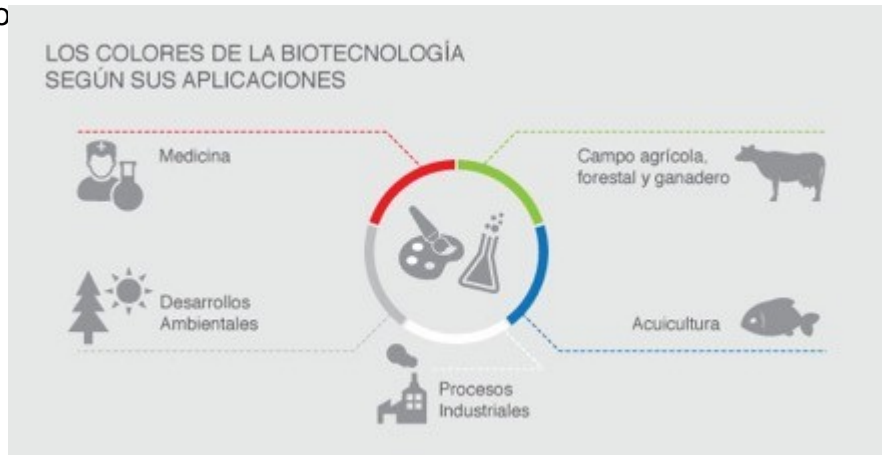 LOS COLORES DE LA BIOTECNOLOGÍA
SEGÚN SUS APLICACIONES
Medicina
Campo agrícola,
forestal y ganadero
Desarrollos
Ambientales
Acuicultura
Procesos
Industriales